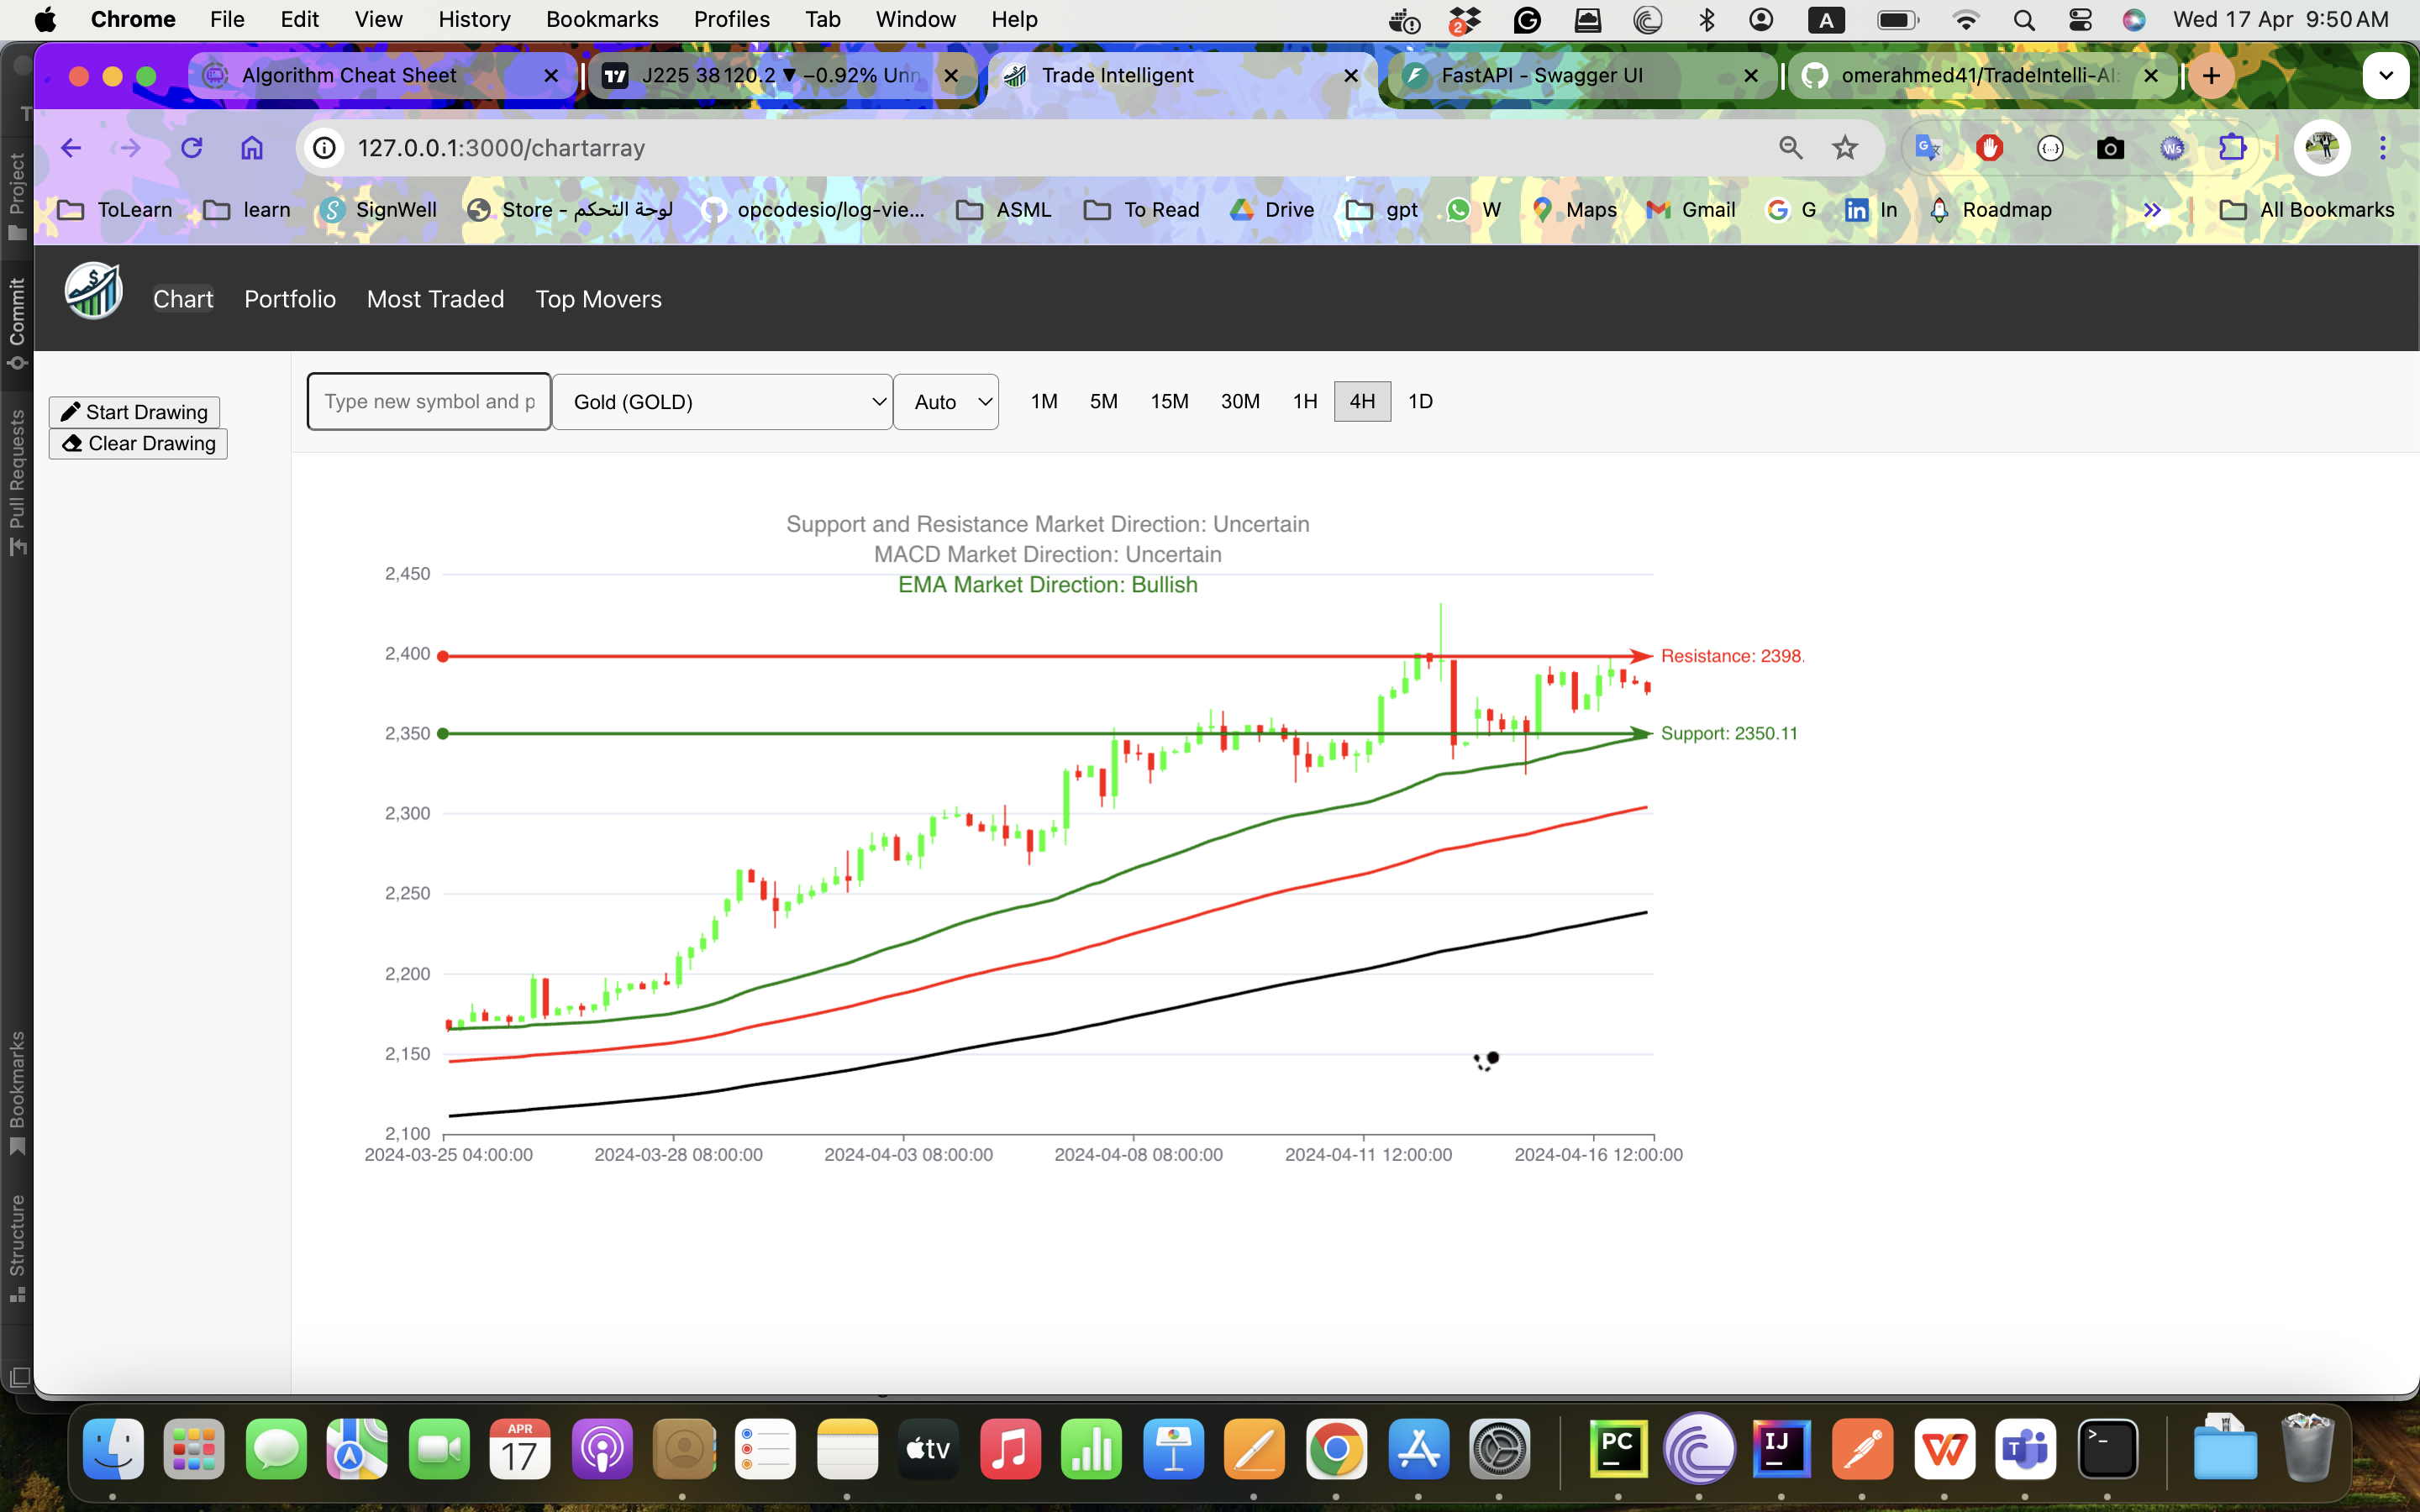 Chrome File Edit View History Bookmarks Profiles Tab Window Help 2 A Wed 17 Apr 9:50 AM
Algorithm Cheat Sheet J225 38 120.2 ▼ −0.92% Trade Intelligent FastAPI - Swagger UI omerahmed41/TradeIntelli-AI:
127.0.0.1:3000/chartarray
ToLearn learn SignWell Store - لوحة التحكم opcodesio/log-vie... ASML To Read Drive gpt W Maps Gmail G In Roadmap All Bookmarks
Project
Commit
Pull Requests
Bookmarks
Structure
Chart Portfolio Most Traded Top Movers
Start Drawing
Clear Drawing
Type new symbol and p Gold (GOLD) Auto 1M 5M 15M 30M 1H 4H 1D
Support and Resistance Market Direction: Uncertain
MACD Market Direction: Uncertain
EMA Market Direction: Bullish
2,450
2,400
2,350
2,300
2,250
2,200
2,150
2,100
Resistance: 2398.
Support: 2350.11
2024-03-25 04:00:00 2024-03-28 08:00:00 2024-04-03 08:00:00 2024-04-08 08:00:00 2024-04-11 12:00:00 2024-04-16 12:00:00
APR
17
tv
PC
IJ
T